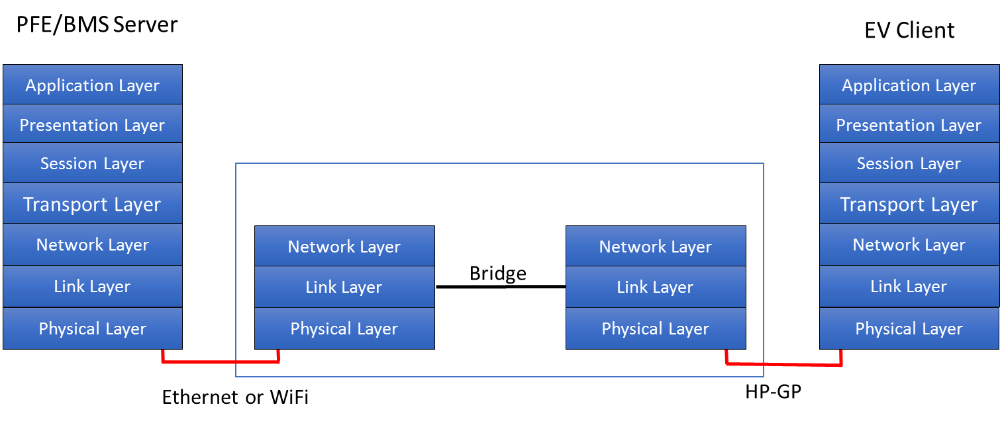 PFE/BMS Server
EV Client
Application Layer
Presentation Layer
Session Layer
Transport Layer
Network Layer
Link Layer
Physical Layer
Network Layer
Link Layer
Physical Layer
Bridge
Network Layer
Link Layer
Physical Layer
Application Layer
Presentation Layer
Session Layer
Transport Layer
Network Layer
Link Layer
Physical Layer
Ethernet or WiFi
HP-GP